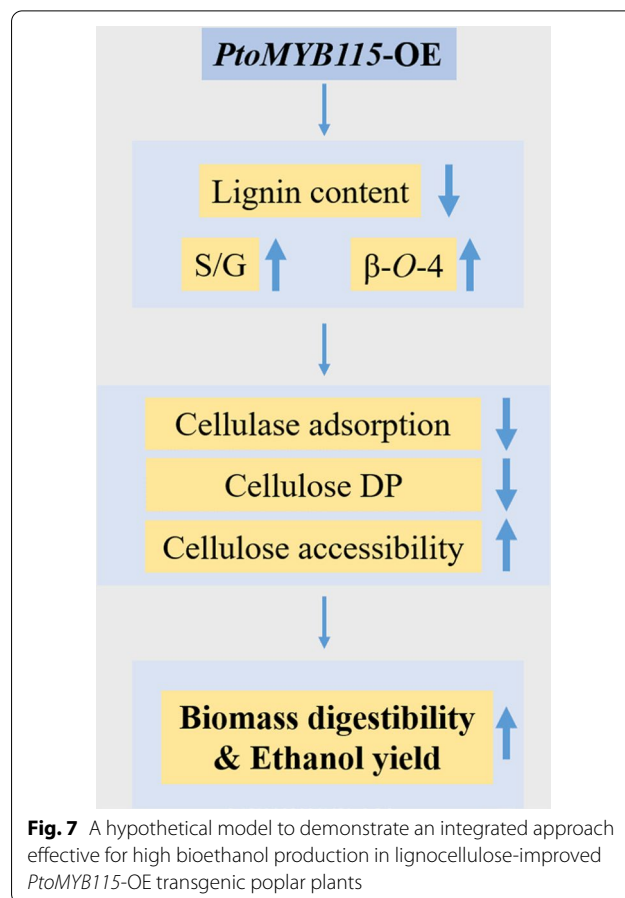 PtoMYB115-OE
Lignin content
S/G β-O-4
Cellulase adsorption
Cellulose DP
Cellulose accessibility
Biomass digestibility
& Ethanol yield
Fig. 7 A hypothetical model to demonstrate an integrated approach
effective for high bioethanol production in lignocellulose-improved
PtoMYB115-OE transgenic poplar plants